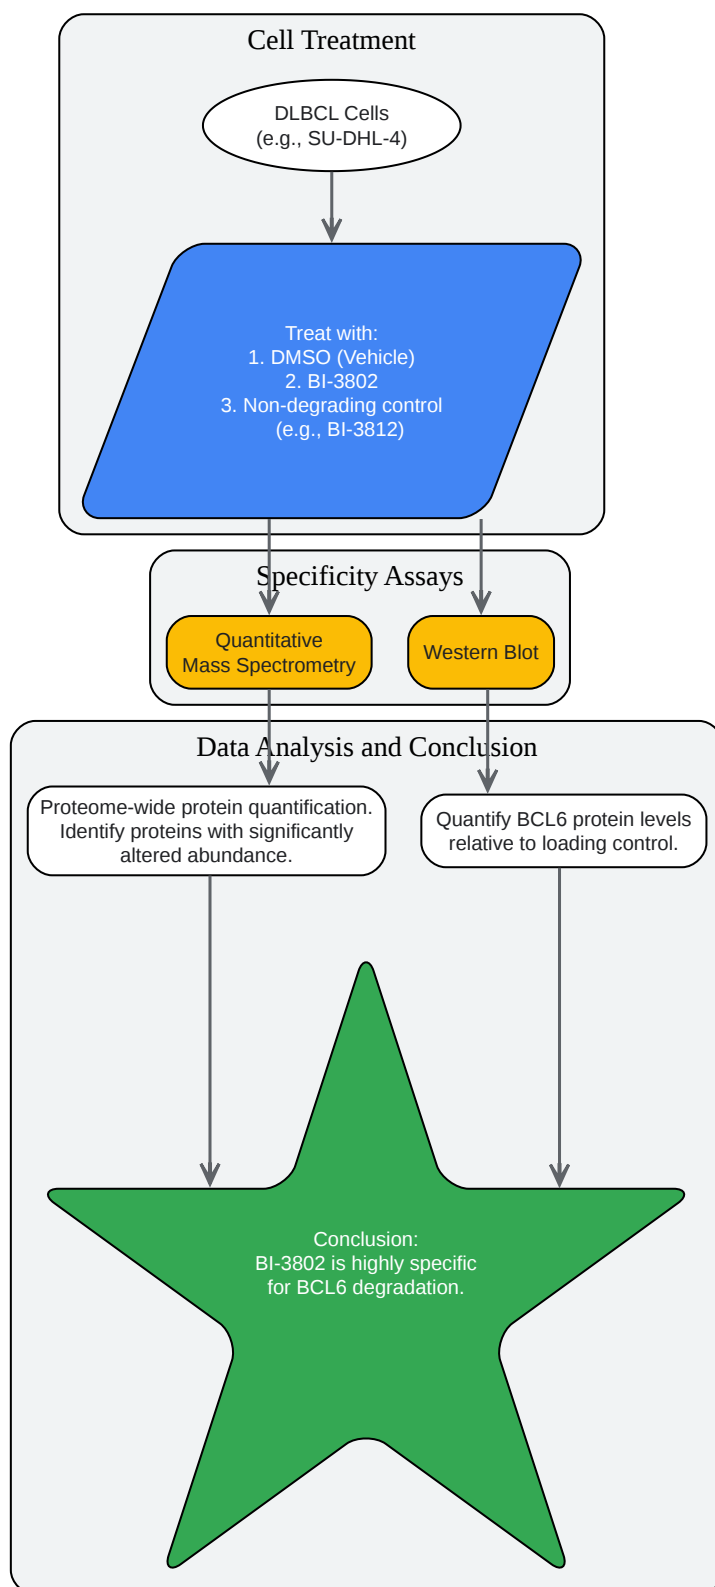 Cell Treatment
DLBCL Cells
(e.g., SU-DHL-4)
Treat with:
1. DMSO (Vehicle)
2. BI-3802
3. Non-degrading control
(e.g., BI-3812)
Specificity Assays
Quantitative
Mass Spectrometry
Western Blot
Data Analysis and Conclusion
Proteome-wide protein quantification.
Identify proteins with significantly
altered abundance.
Quantify BCL6 protein levels
relative to loading control.
Conclusion:
BI-3802 is highly specific
for BCL6 degradation.